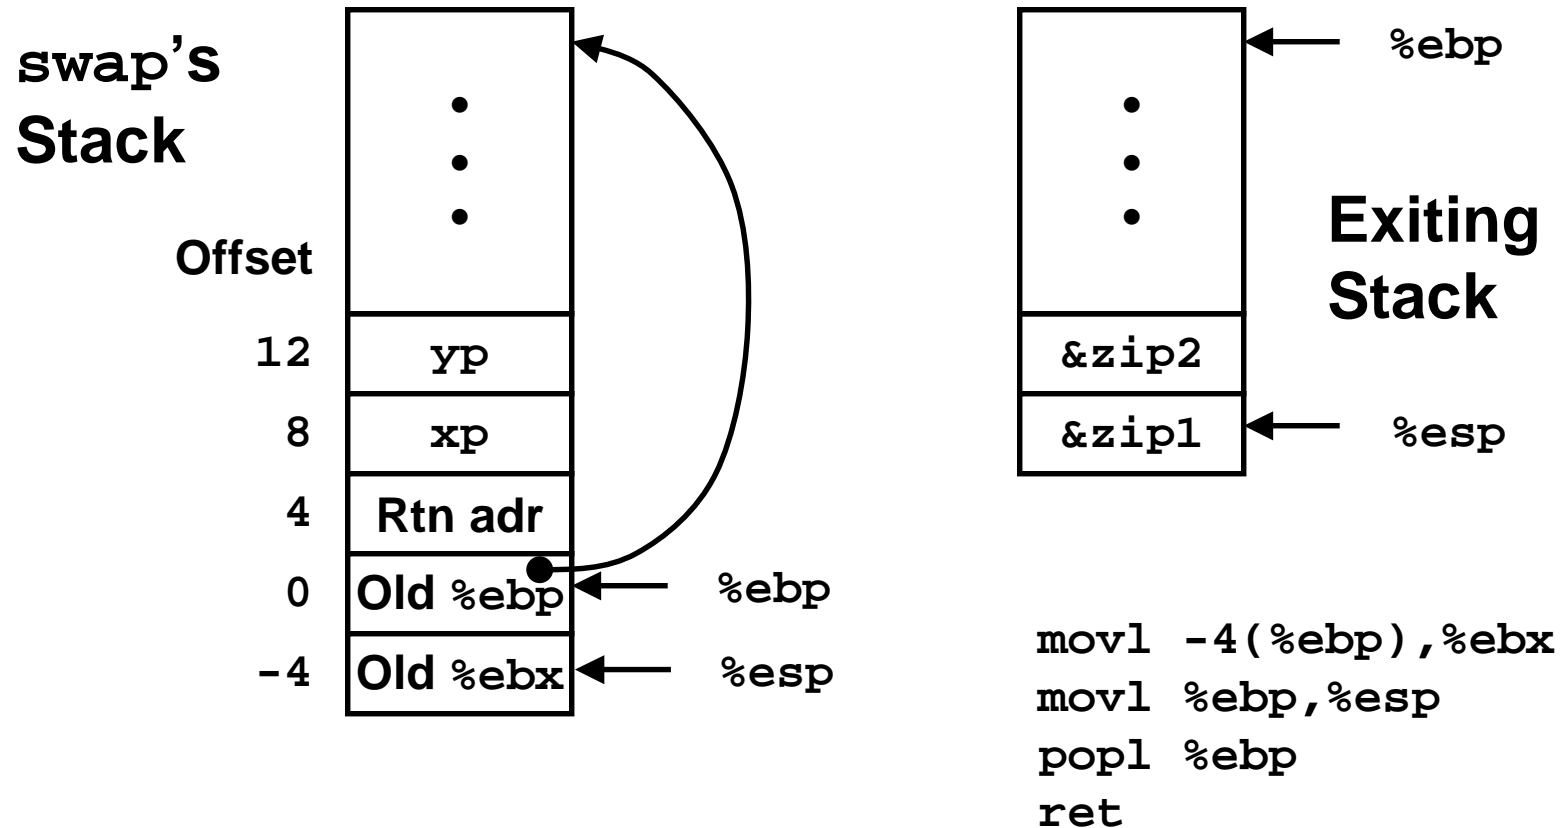 swap's
Stack
Offset
12
yp
8
xp
4
Rtn adr
0
Old %ebp
%ebp
-4
Old %ebx
%esp
%ebp
Exiting
Stack
&zip2
&zip1
%esp
movl -4(%ebp),%ebx
movl %ebp,%esp
popl %ebp
ret